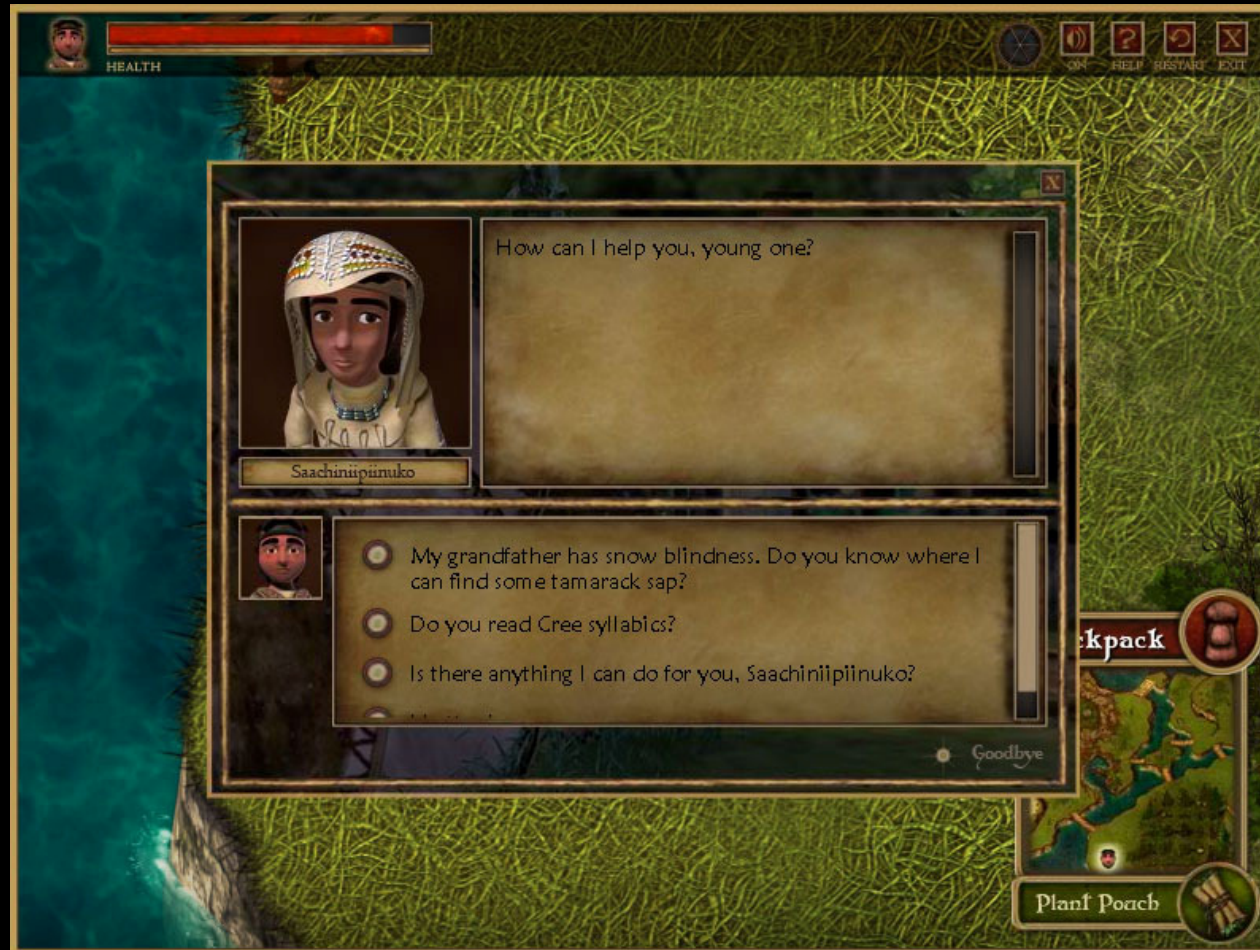 HEALTH
ON
HELP
RESTART
EXIT
X
How can I help you, young one?
Saachiniipiinuko
My grandfather has snow blindness. Do you know where I
can find some tamarack sap?
Do you read Cree syllabics?
Is there anything I can do for you, Saachiniipiinuko?
Goodbye
ckpack
Plant Pouch